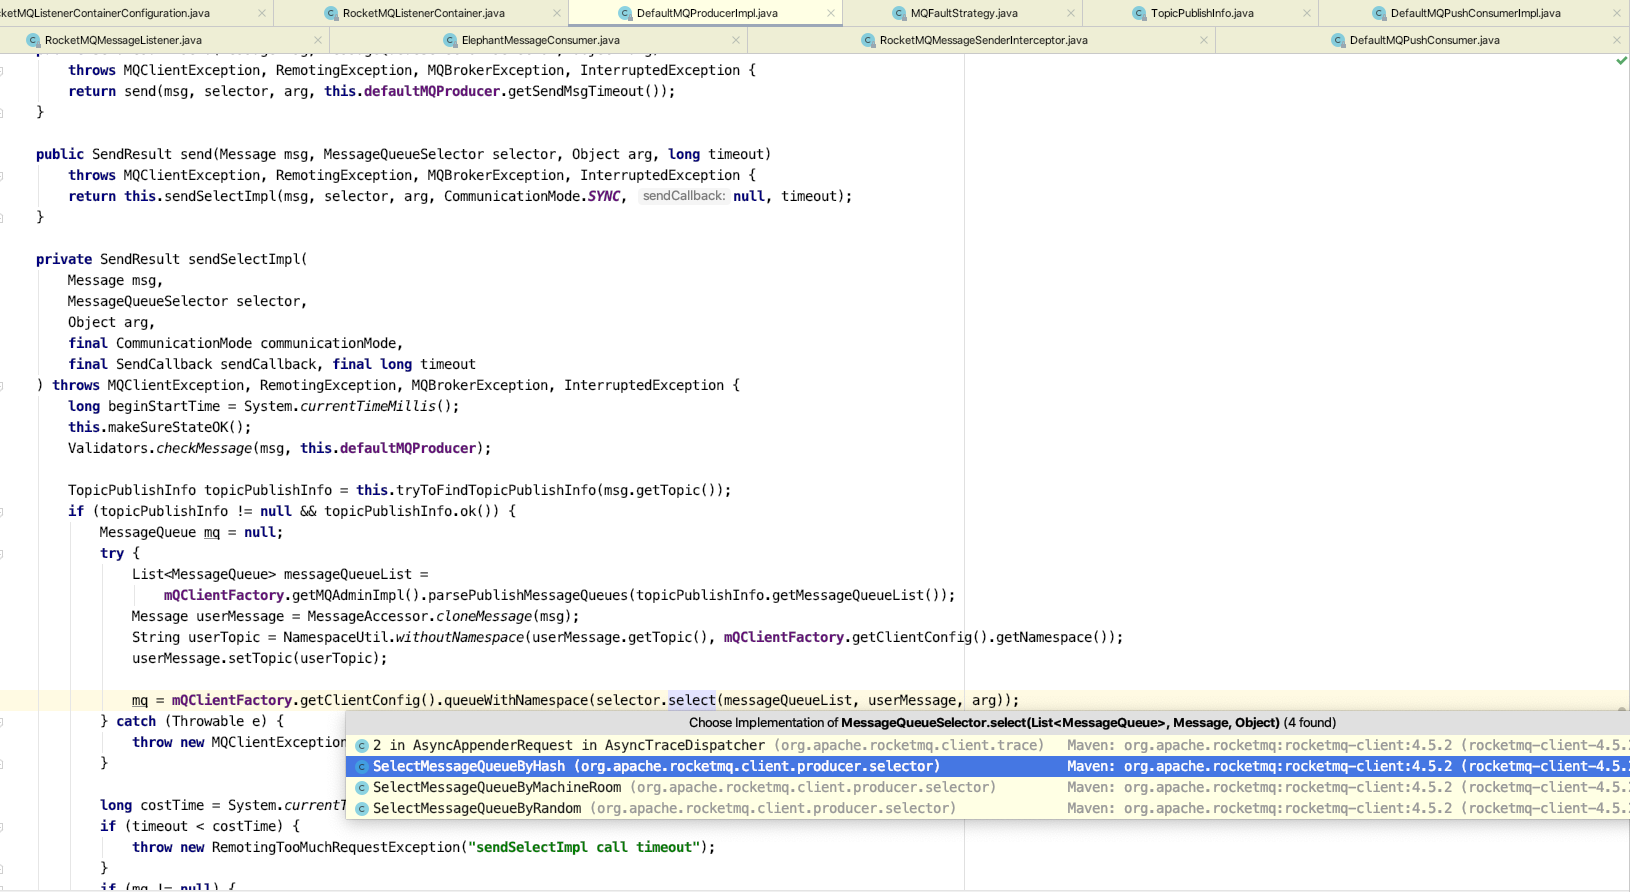 ketMQListenerContainerConfiguration.java RocketMQListenerContainer.java DefaultMQProducerImpl.java MQFaultStrategy.java TopicPublishInfo.java DefaultMQPushConsumerImpl.java
RocketMQMessageListener.java ElephantMessageConsumer.java RocketMQMessageSenderInterceptor.java DefaultMQPushConsumer.java
throws MQClientException, RemotingException, MQBrokerException, InterruptedException {
return send(msg, selector, arg, this.defaultMQProducer.getSendMsgTimeout());
}
public SendResult send(Message msg, MessageQueueSelector selector, Object arg, long timeout)
throws MQClientException, RemotingException, MQBrokerException, InterruptedException {
return this.sendSelectImpl(msg, selector, arg, CommunicationMode.SYNC, sendCallback: null, timeout);
}
private SendResult sendSelectImpl(
Message msg,
MessageQueueSelector selector,
Object arg,
final CommunicationMode communicationMode,
final SendCallback sendCallback, final long timeout
) throws MQClientException, RemotingException, MQBrokerException, InterruptedException {
long beginStartTime = System.currentTimeMillis();
this.makeSureStateOK();
Validators.checkMessage(msg, this.defaultMQProducer);
TopicPublishInfo topicPublishInfo = this.tryToFindTopicPublishInfo(msg.getTopic());
if (topicPublishInfo != null && topicPublishInfo.ok()) {
MessageQueue mq = null;
try {
List<MessageQueue> messageQueueList =
mQClientFactory.getMQAdminImpl().parsePublishMessageQueues(topicPublishInfo.getMessageQueueList());
Message userMessage = MessageAccessor.cloneMessage(msg);
String userTopic = NamespaceUtil.withoutNamespace(userMessage.getTopic(), mQClientFactory.getClientConfig().getNamespace());
userMessage.setTopic(userTopic);
mq = mQClientFactory.getClientConfig().queueWithNamespace(selector.select(messageQueueList, userMessage, arg));
} catch (Throwable e) {
throw new MQClientException
}
Choose Implementation of MessageQueueSelector.select(List<MessageQueue>, Message, Object) (4 found)
2 in AsyncAppenderRequest in AsyncTraceDispatcher (org.apache.rocketmq.client.trace) Maven: org.apache.rocketmq:rocketmq-client:4.5.2 (rocketmq-client-4.5.
SelectMessageQueueByHash (org.apache.rocketmq.client.producer.selector) Maven: org.apache.rocketmq:rocketmq-client:4.5.2 (rocketmq-client-4.5.
SelectMessageQueueByMachineRoom (org.apache.rocketmq.client.producer.selector) Maven: org.apache.rocketmq:rocketmq-client:4.5.2 (rocketmq-client-4.5.
SelectMessageQueueByRandom (org.apache.rocketmq.client.producer.selector) Maven: org.apache.rocketmq:rocketmq-client:4.5.2 (rocketmq-client-4.5.
long costTime = System.currentT
if (timeout < costTime) {
throw new RemotingTooMuchRequestException("sendSelectImpl call timeout");
}
if (mq != null) {